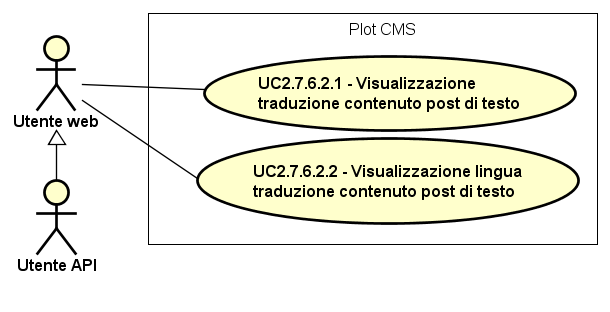 Plot CMS
UC2.7.6.2.1 - Visualizzazione
traduzione contenuto post di testo
Utente web
UC2.7.6.2.2 - Visualizzazione lingua
traduzione contenuto post di testo
Utente API